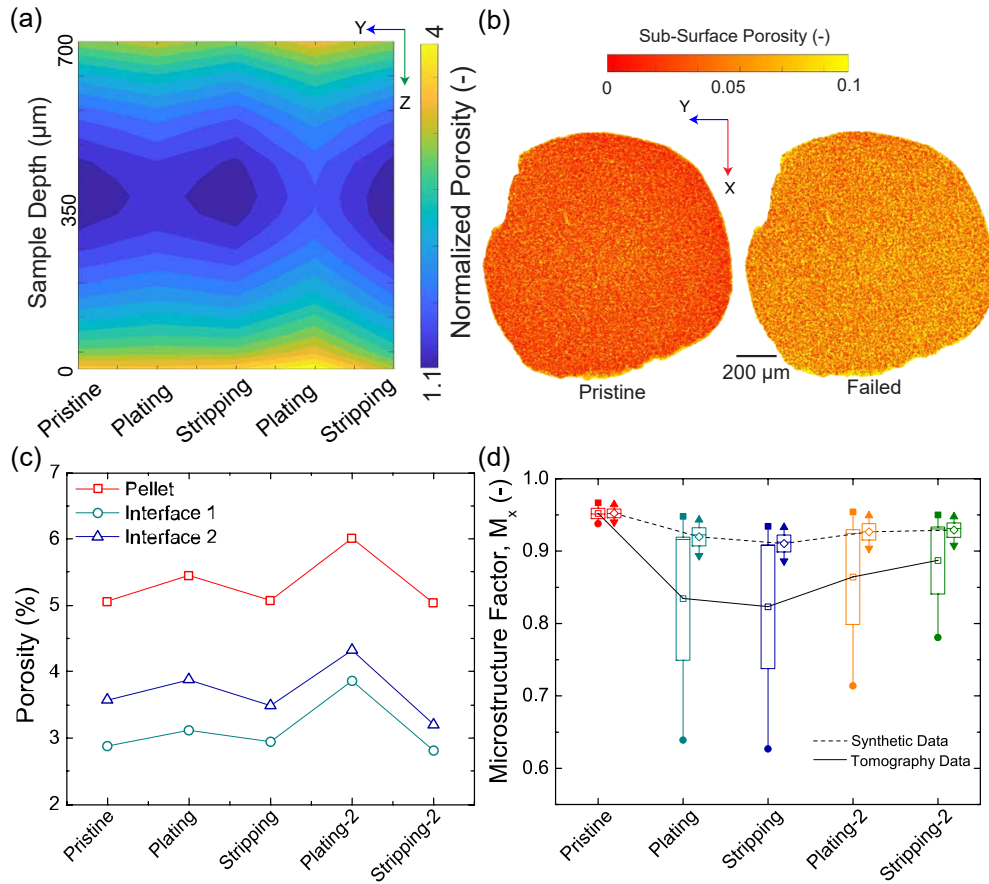 (a)
Y
Z
700
350
0
Sample Depth (μm)
4
1.1
Normalized Porosity (-)
Pristine
Plating
Stripping
Plating
Stripping
(b)
Sub-Surface Porosity (-)
0
0.05
0.1
Y
X
200 μm
Pristine
Failed
(c)
7
6
5
4
3
2
Porosity (%)
Pellet
Interface 1
Interface 2
Pristine
Plating
Stripping
Plating-2
Stripping-2
(d)
1.0
0.9
0.8
0.7
0.6
Microstructure Factor, Mx (-)
Synthetic Data
Tomography Data
Pristine
Plating
Stripping
Plating-2
Stripping-2